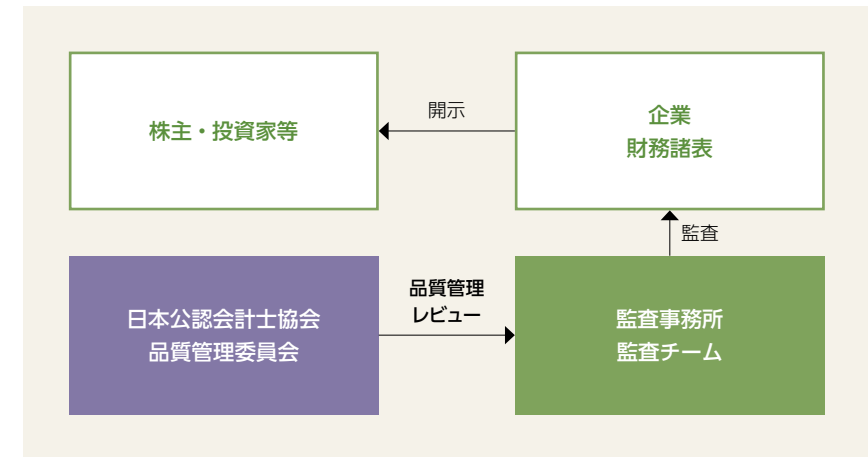 株主・投資家等
開示
企業
財務諸表
監査
日本公認会計士協会
品質管理委員会
品質管理
レビュー
監査事務所
監査チーム